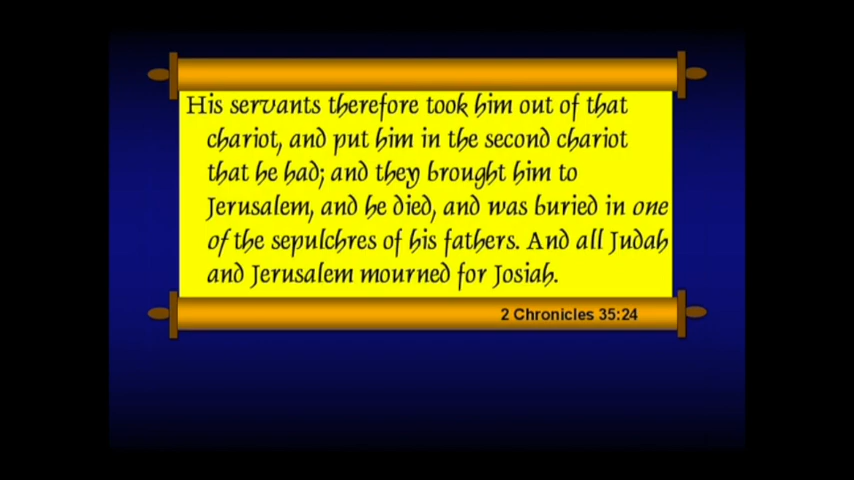 His servants therefore took him out of that
chariot, and put him in the second chariot
that he had; and they brought him to
Jerusalem, and he died, and was buried in one
of the sepulchres of his fathers. And all Judah
and Jerusalem mourned for Josiah.
2 Chronicles 35:24